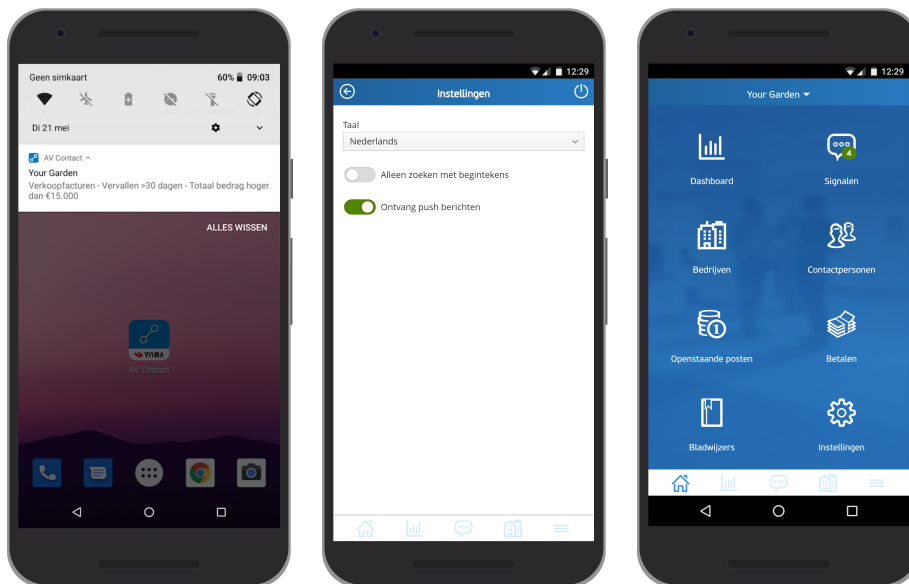 Geen simkaart
60% 09:03
Di 21 mei
AV Contact
Your Garden
Verkoopfacturen - Vervallen >30 dagen - Totaal bedrag hoger
dan €15.000
ALLES WISSEN
VISMA
AV Contact
12:29
Instellingen
Taal
Nederlands
Alleen zoeken met begintekens
Ontvang push berichten
12:29
Your Garden
4
Dashboard
Signalen
Bedrijven
Contactpersonen
1
Openstaande posten
Betalen
Bladwijzers
Instellingen